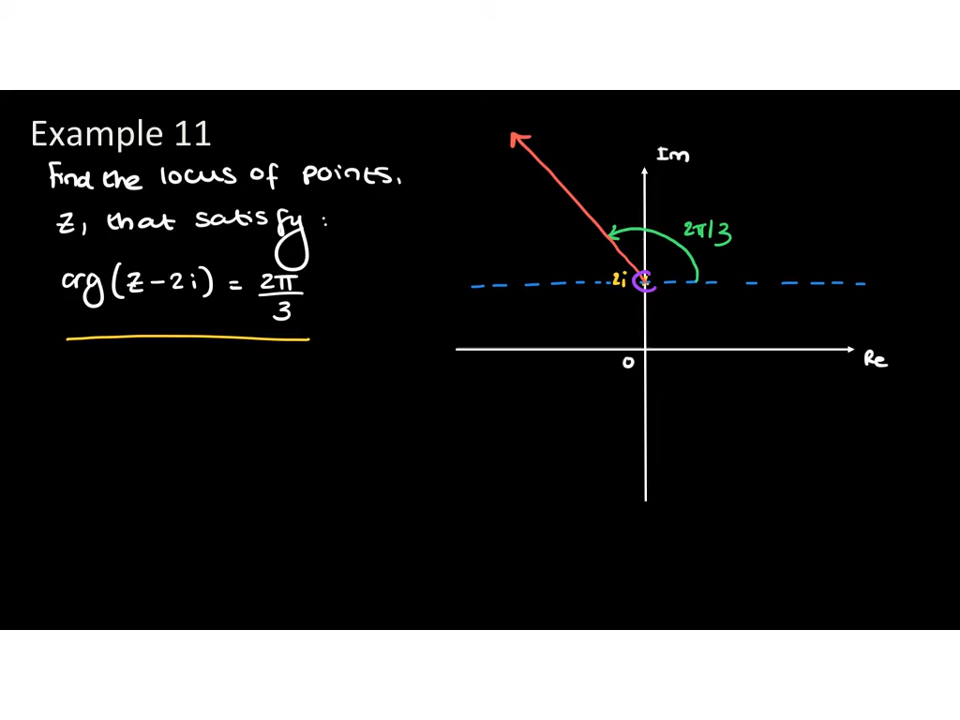 Example 11
Find the locus of points,
z, that satisfy:
arg(z-2i) = 2π/3
Im
2π/3
2i
0
Re